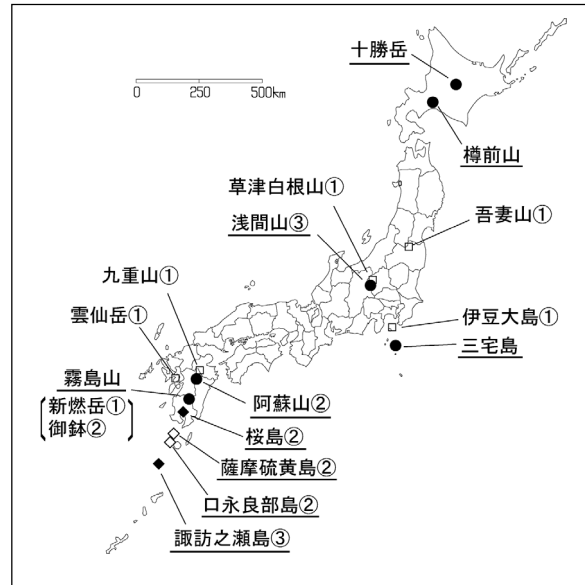 十勝岳
0 250 500km
樽前山
草津白根山①
吾妻山①
浅間山③
九重山①
雲仙岳①
伊豆大島①
三宅島
霧島山
新燃岳①
御鉢②
阿蘇山②
桜島②
薩摩硫黄島②
口永良部島②
諏訪之瀬島③